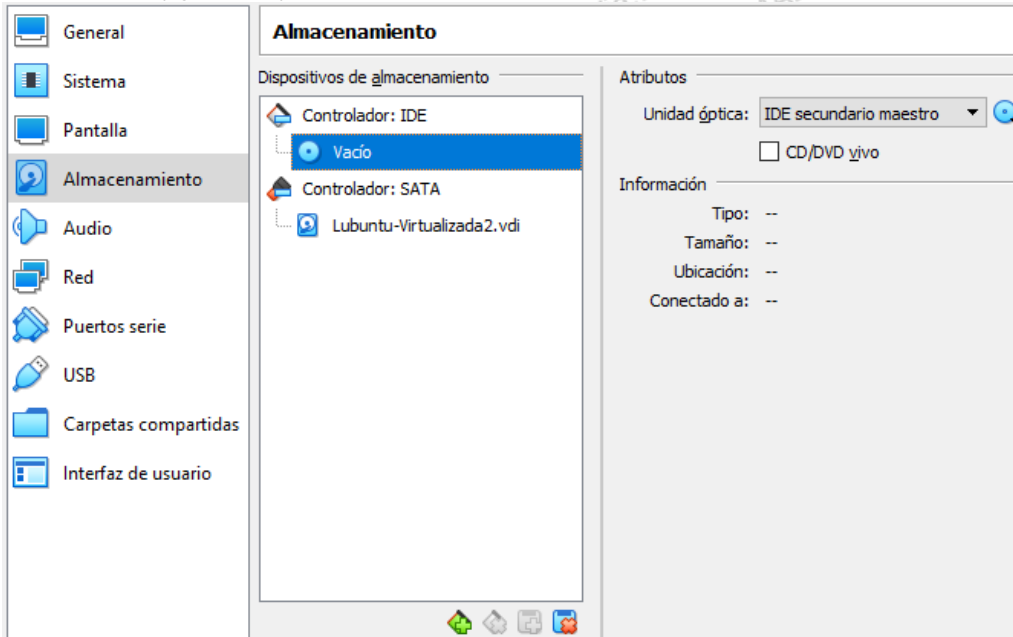 General
Sistema
Pantalla
Almacenamiento
Audio
Red
Puertos serie
USB
Carpetas compartidas
Interfaz de usuario
Almacenamiento
Dispositivos de almacenamiento
Controlador: IDE
Vacío
Controlador: SATA
Lubuntu-Virtualizada2.vdi
Atributos
Unidad óptica: IDE secundario maestro
CD/DVD vivo
Información
Tipo: --
Tamaño: --
Ubicación: --
Conectado a: --